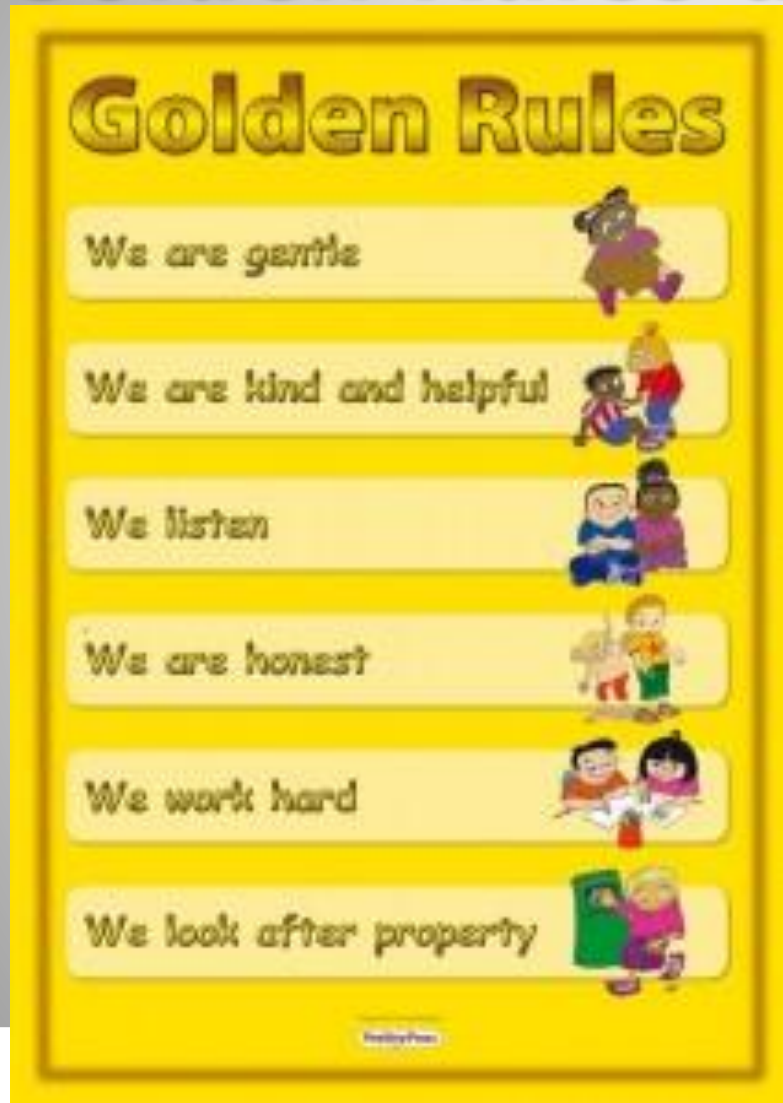 Golden Rules
We are gentle
We are kind and helpful
We listen
We are honest
We work hard
We look after property